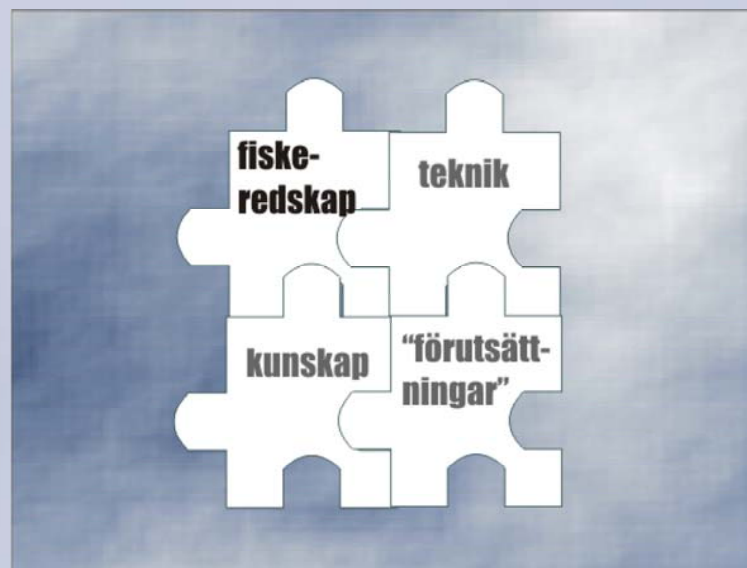 fiske-
redskap
teknik
kunskap
“förutsätt-
ningar”